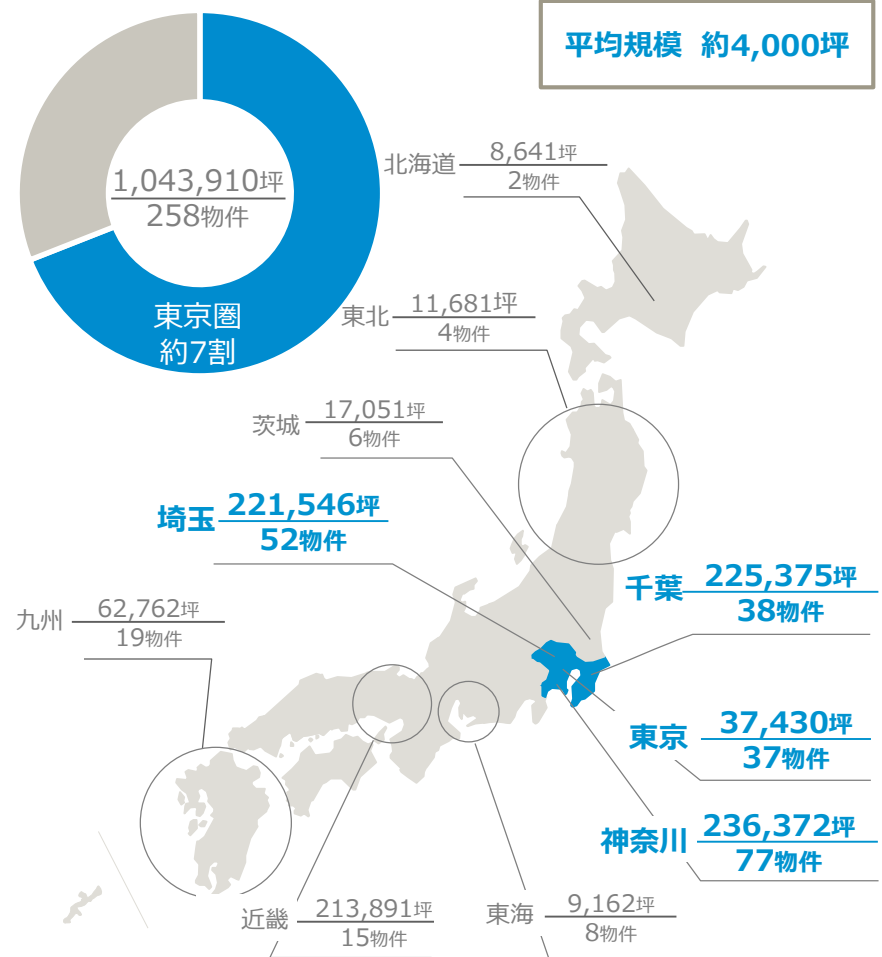 平均規模 約4,000坪
1,043,910坪
258物件
東京圏
約7割
北海道
8,641坪
2物件
東北
11,681坪
4物件
茨城
17,051坪
6物件
埼玉
221,546坪
52物件
千葉
225,375坪
38物件
九州
62,762坪
19物件
東京
37,430坪
37物件
神奈川
236,372坪
77物件
近畿
213,891坪
15物件
東海
9,162坪
8物件